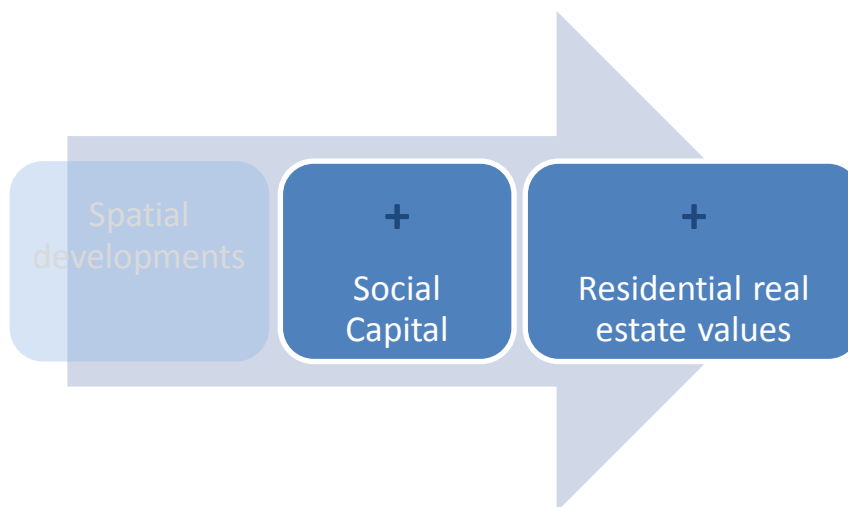 Spatial
developments
+
Social
Capital
+
Residential real
estate values